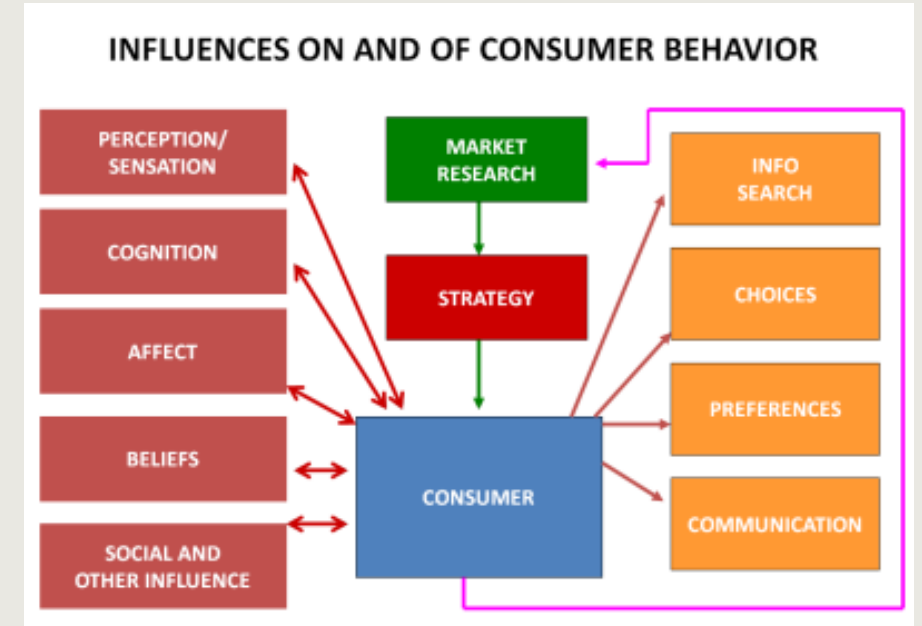 INFLUENCES ON AND OF CONSUMER BEHAVIOR
PERCEPTION/
SENSATION
COGNITION
AFFECT
BELIEFS
SOCIAL AND
OTHER INFLUENCE
MARKET
RESEARCH
STRATEGY
CONSUMER
INFO
SEARCH
CHOICES
PREFERENCES
COMMUNICATION